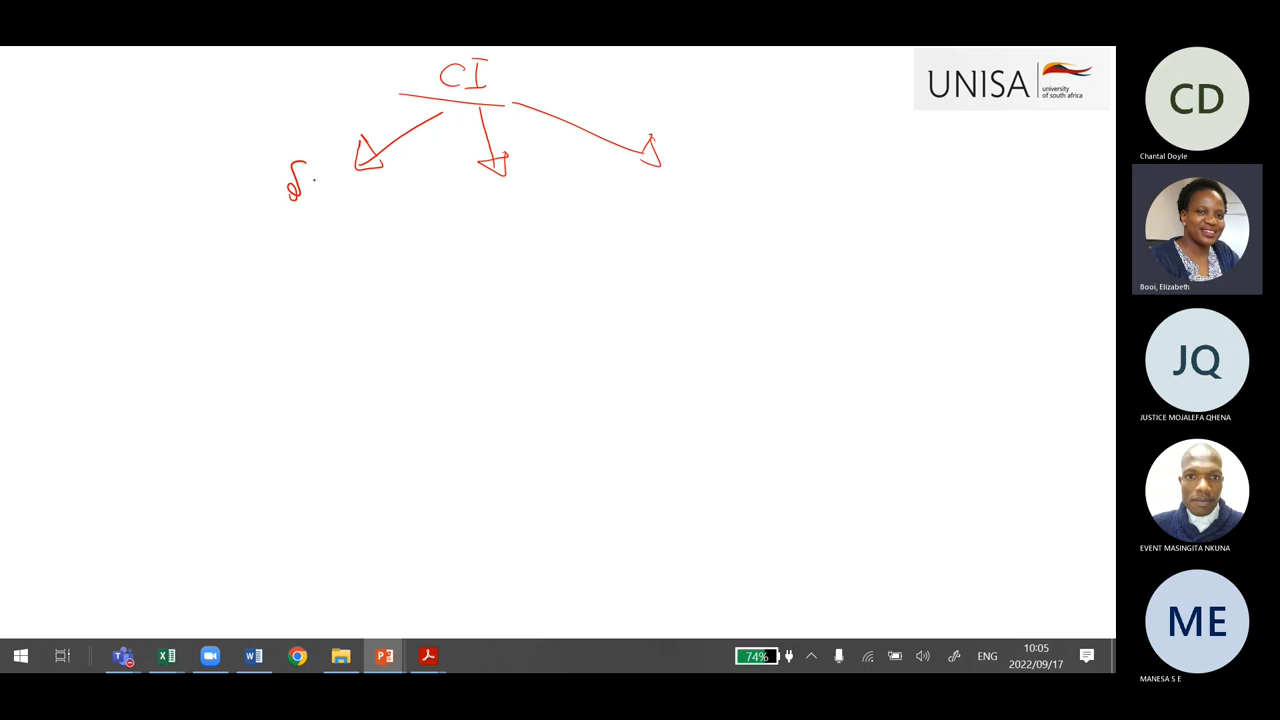 CI
UNISA
university
of south africa
CD
Chantal Doyle
Booi, Elizabeth
JQ
JUSTICE MOJALEFA QHENA
EVENT MASINGITA NKUNA
ME
MANESA S E
74%
ENG
10:05
2022/09/17